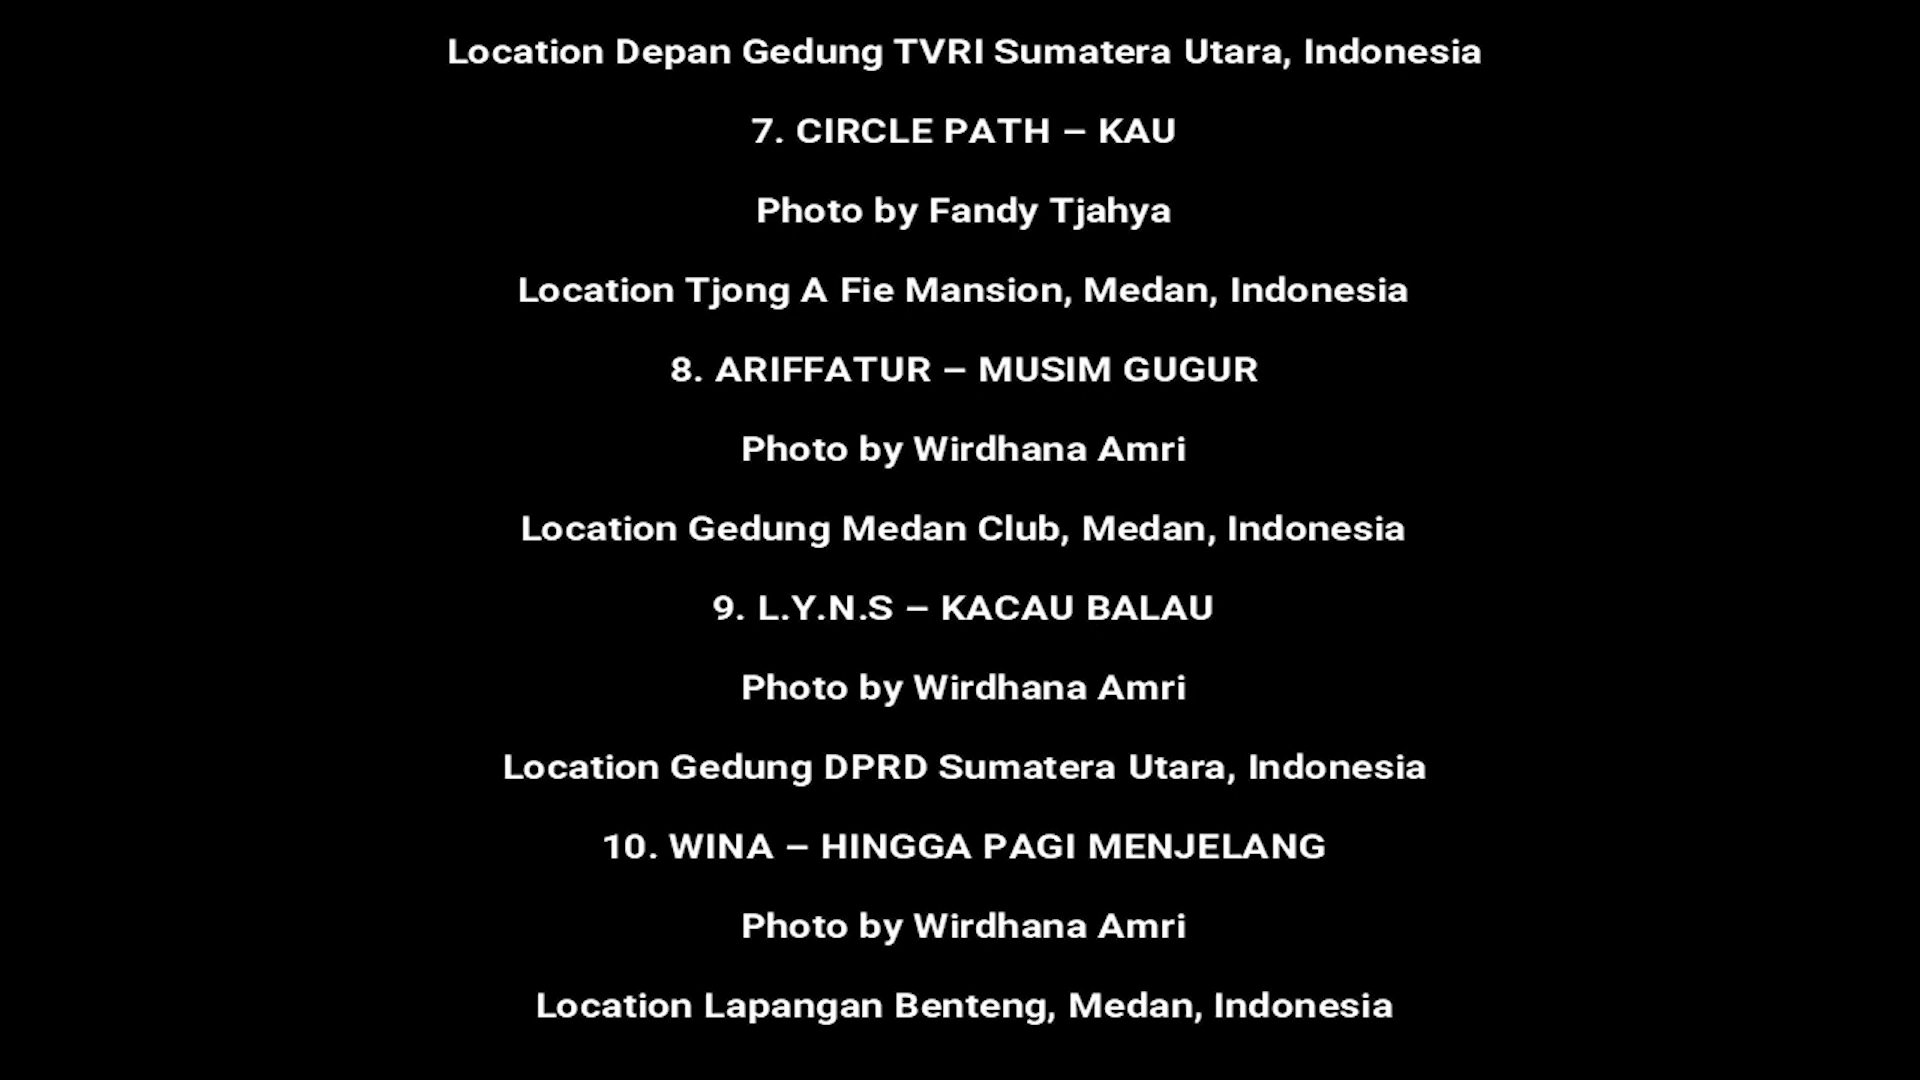 Location Depan Gedung TVRI Sumatera Utara, Indonesia
7. CIRCLE PATH – KAU
Photo by Fandy Tjahya
Location Tjong A Fie Mansion, Medan, Indonesia
8. ARIFFATUR – MUSIM GUGUR
Photo by Wirdhana Amri
Location Gedung Medan Club, Medan, Indonesia
9. L.Y.N.S – KACAU BALAU
Photo by Wirdhana Amri
Location Gedung DPRD Sumatera Utara, Indonesia
10. WINA – HINGGA PAGI MENJELANG
Photo by Wirdhana Amri
Location Lapangan Benteng, Medan, Indonesia